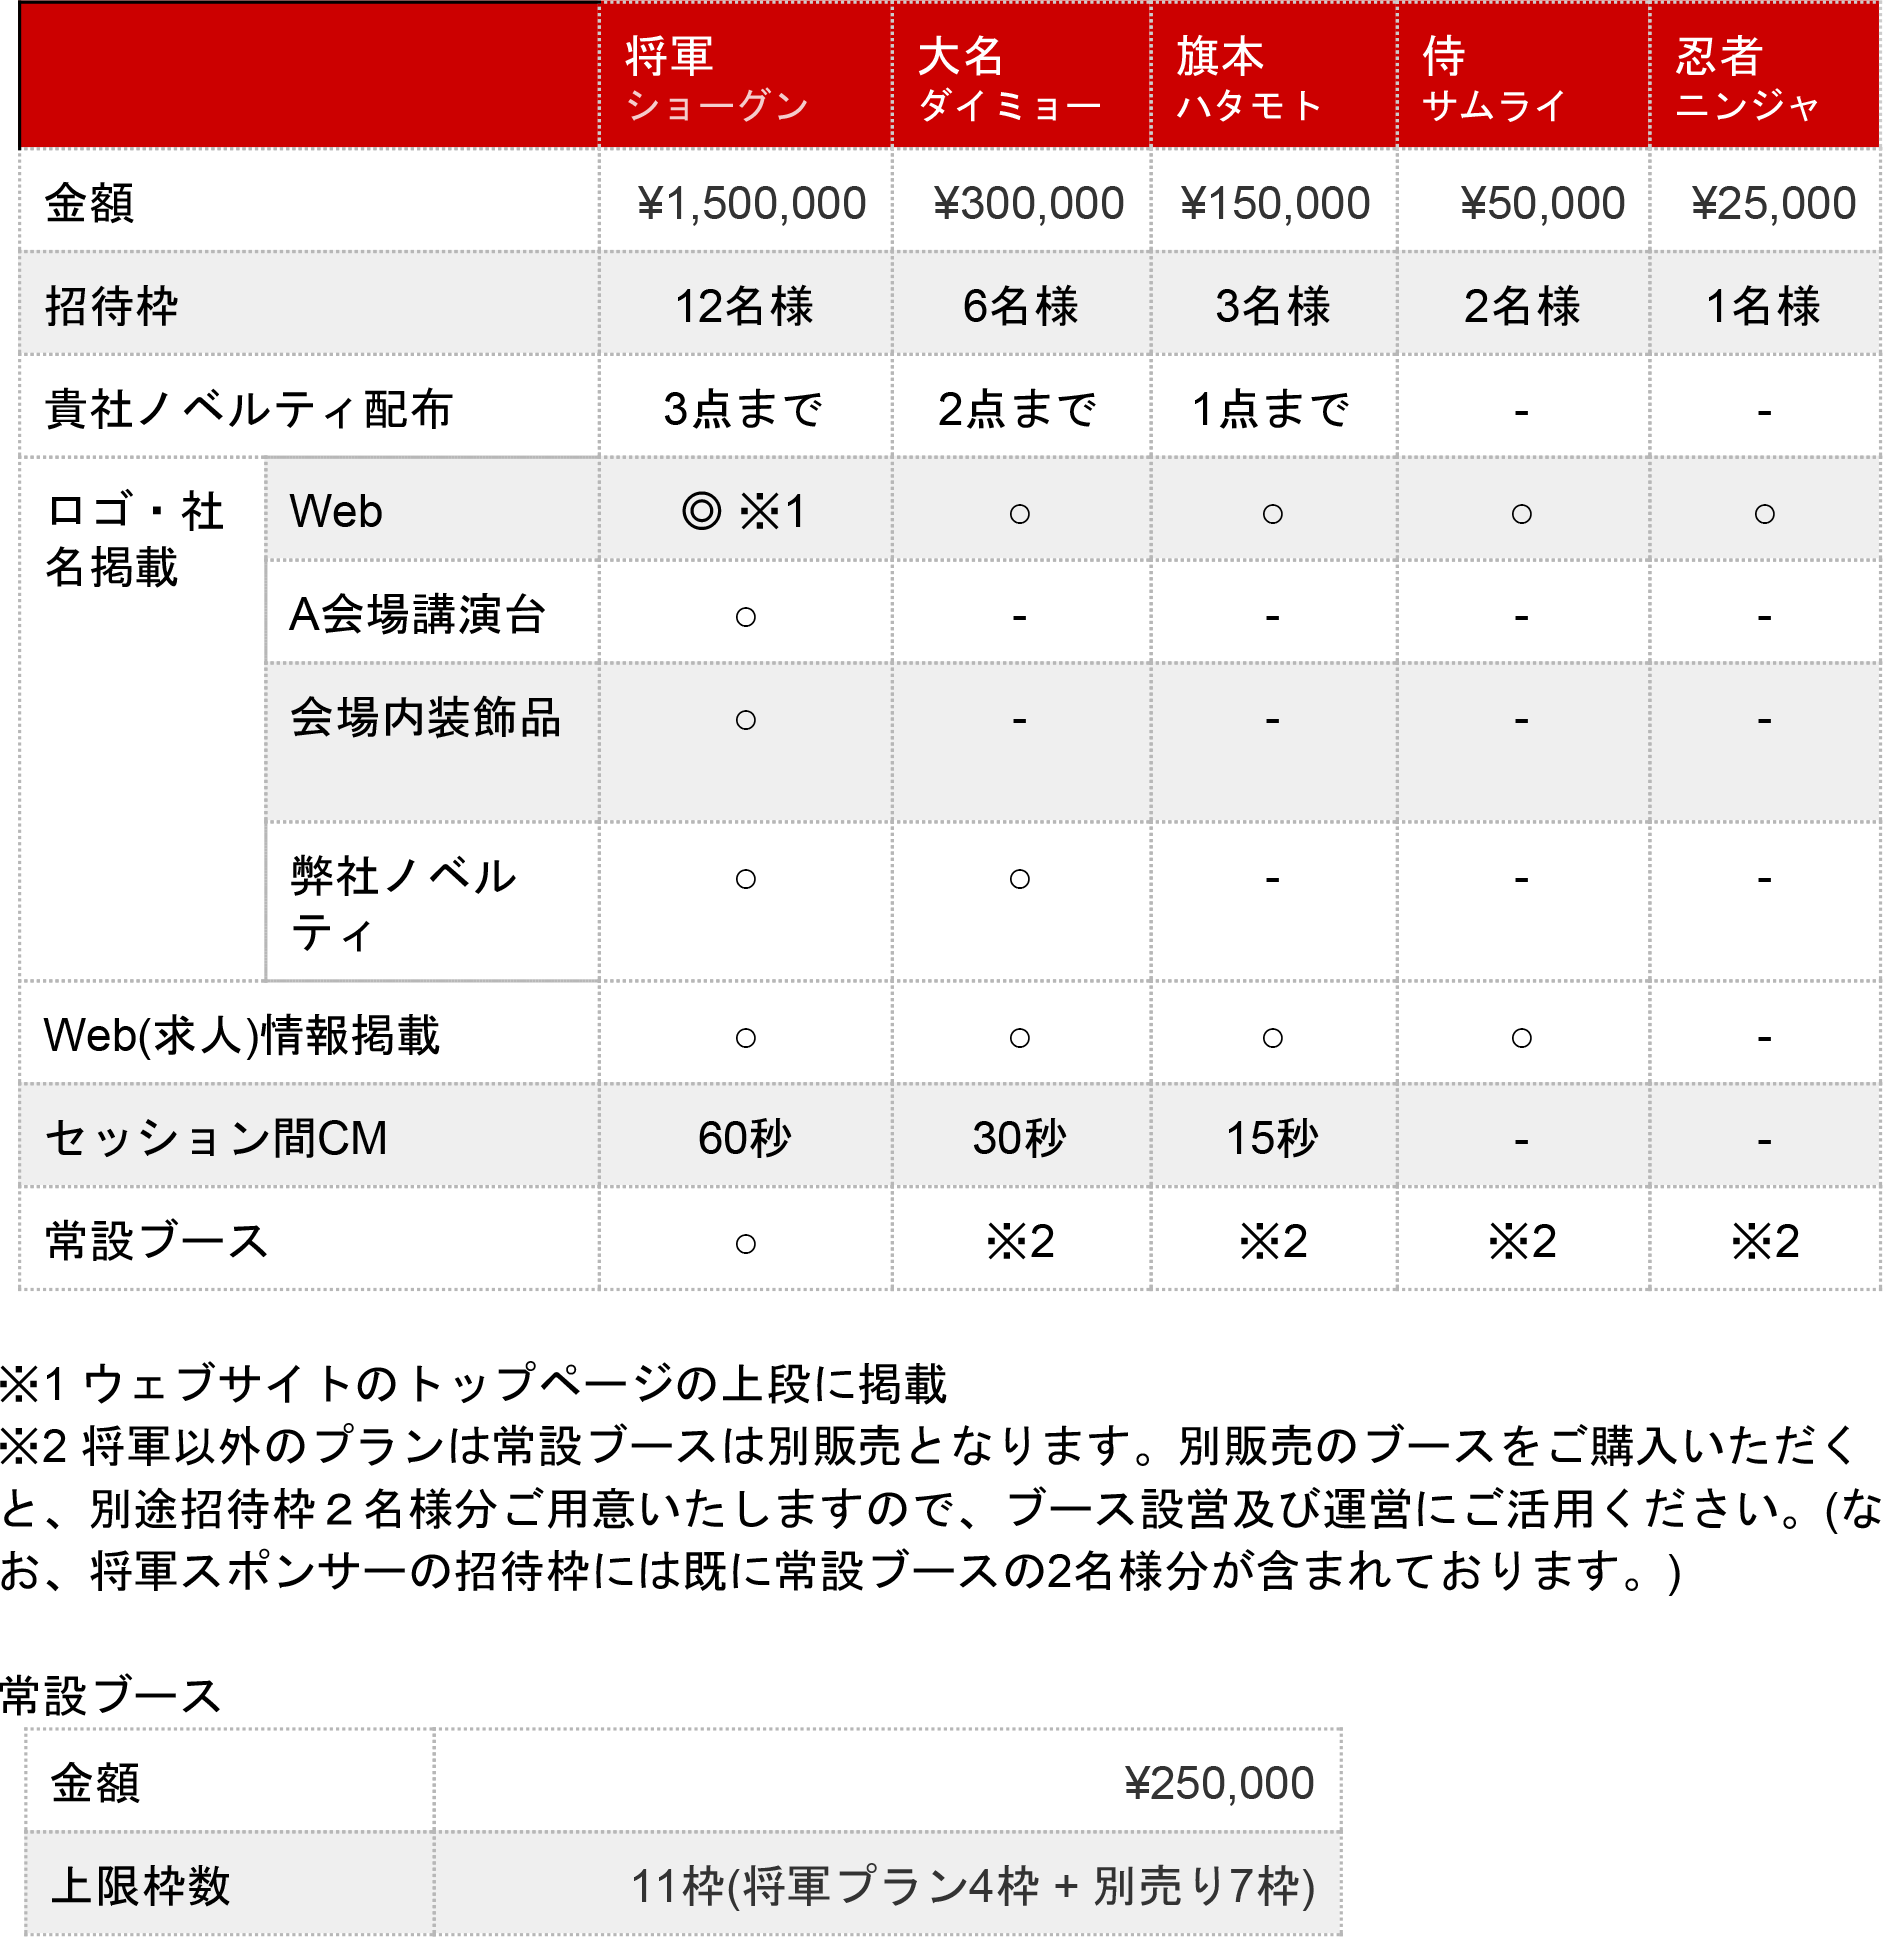 将軍 大名 旗本 侍 忍者
ショーグン ダイミョー ハタモト サムライ ニンジャ
金額 ¥1,500,000 ¥300,000 ¥150,000 ¥50,000 ¥25,000
招待枠 12名様 6名様 3名様 2名様 1名様
貴社ノベルティ配布 3点まで 2点まで 1点まで - -
ロゴ・社 Web ◎ ※1 ○ ○ ○ ○
名掲載
A会場講演台 ○ - - - -
会場内装飾品 ○ - - - -
弊社ノベル ○ ○ - - -
ティ
Web(求人)情報掲載 ○ ○ ○ ○ -
セッション間CM 60秒 30秒 15秒 - -
常設ブース ○ ※2 ※2 ※2 ※2
※1 ウェブサイトのトップページの上段に掲載
※2 将軍以外のプランは常設ブースは別販売となります。別販売のブースをご購入いただく
と、別途招待枠２名様分ご用意いたしますので、ブース設営及び運営にご活用ください。(な
お、将軍スポンサーの招待枠には既に常設ブースの2名様分が含まれております。)
常設ブース
金額 ¥250,000
上限枠数 11枠(将軍プラン4枠 + 別売り7枠)